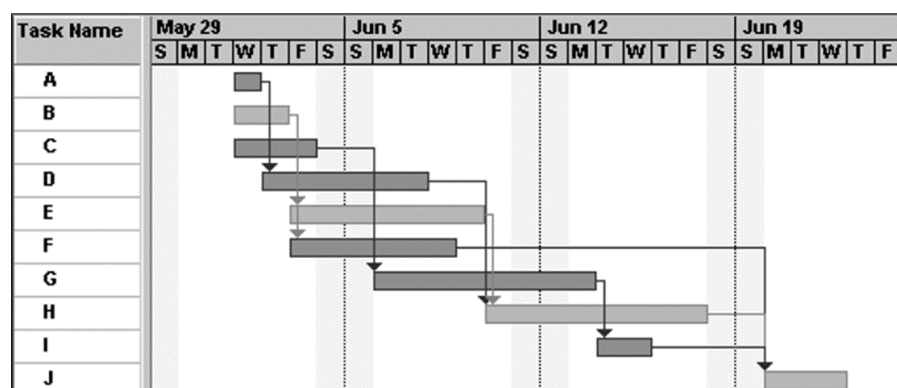 Task Name May 29 Jun 5 Jun 12 Jun 19
S M T W T F S S M T W T F S S M T W T F S S M T W T F
A
B
C
D
E
F
G
H
I
J